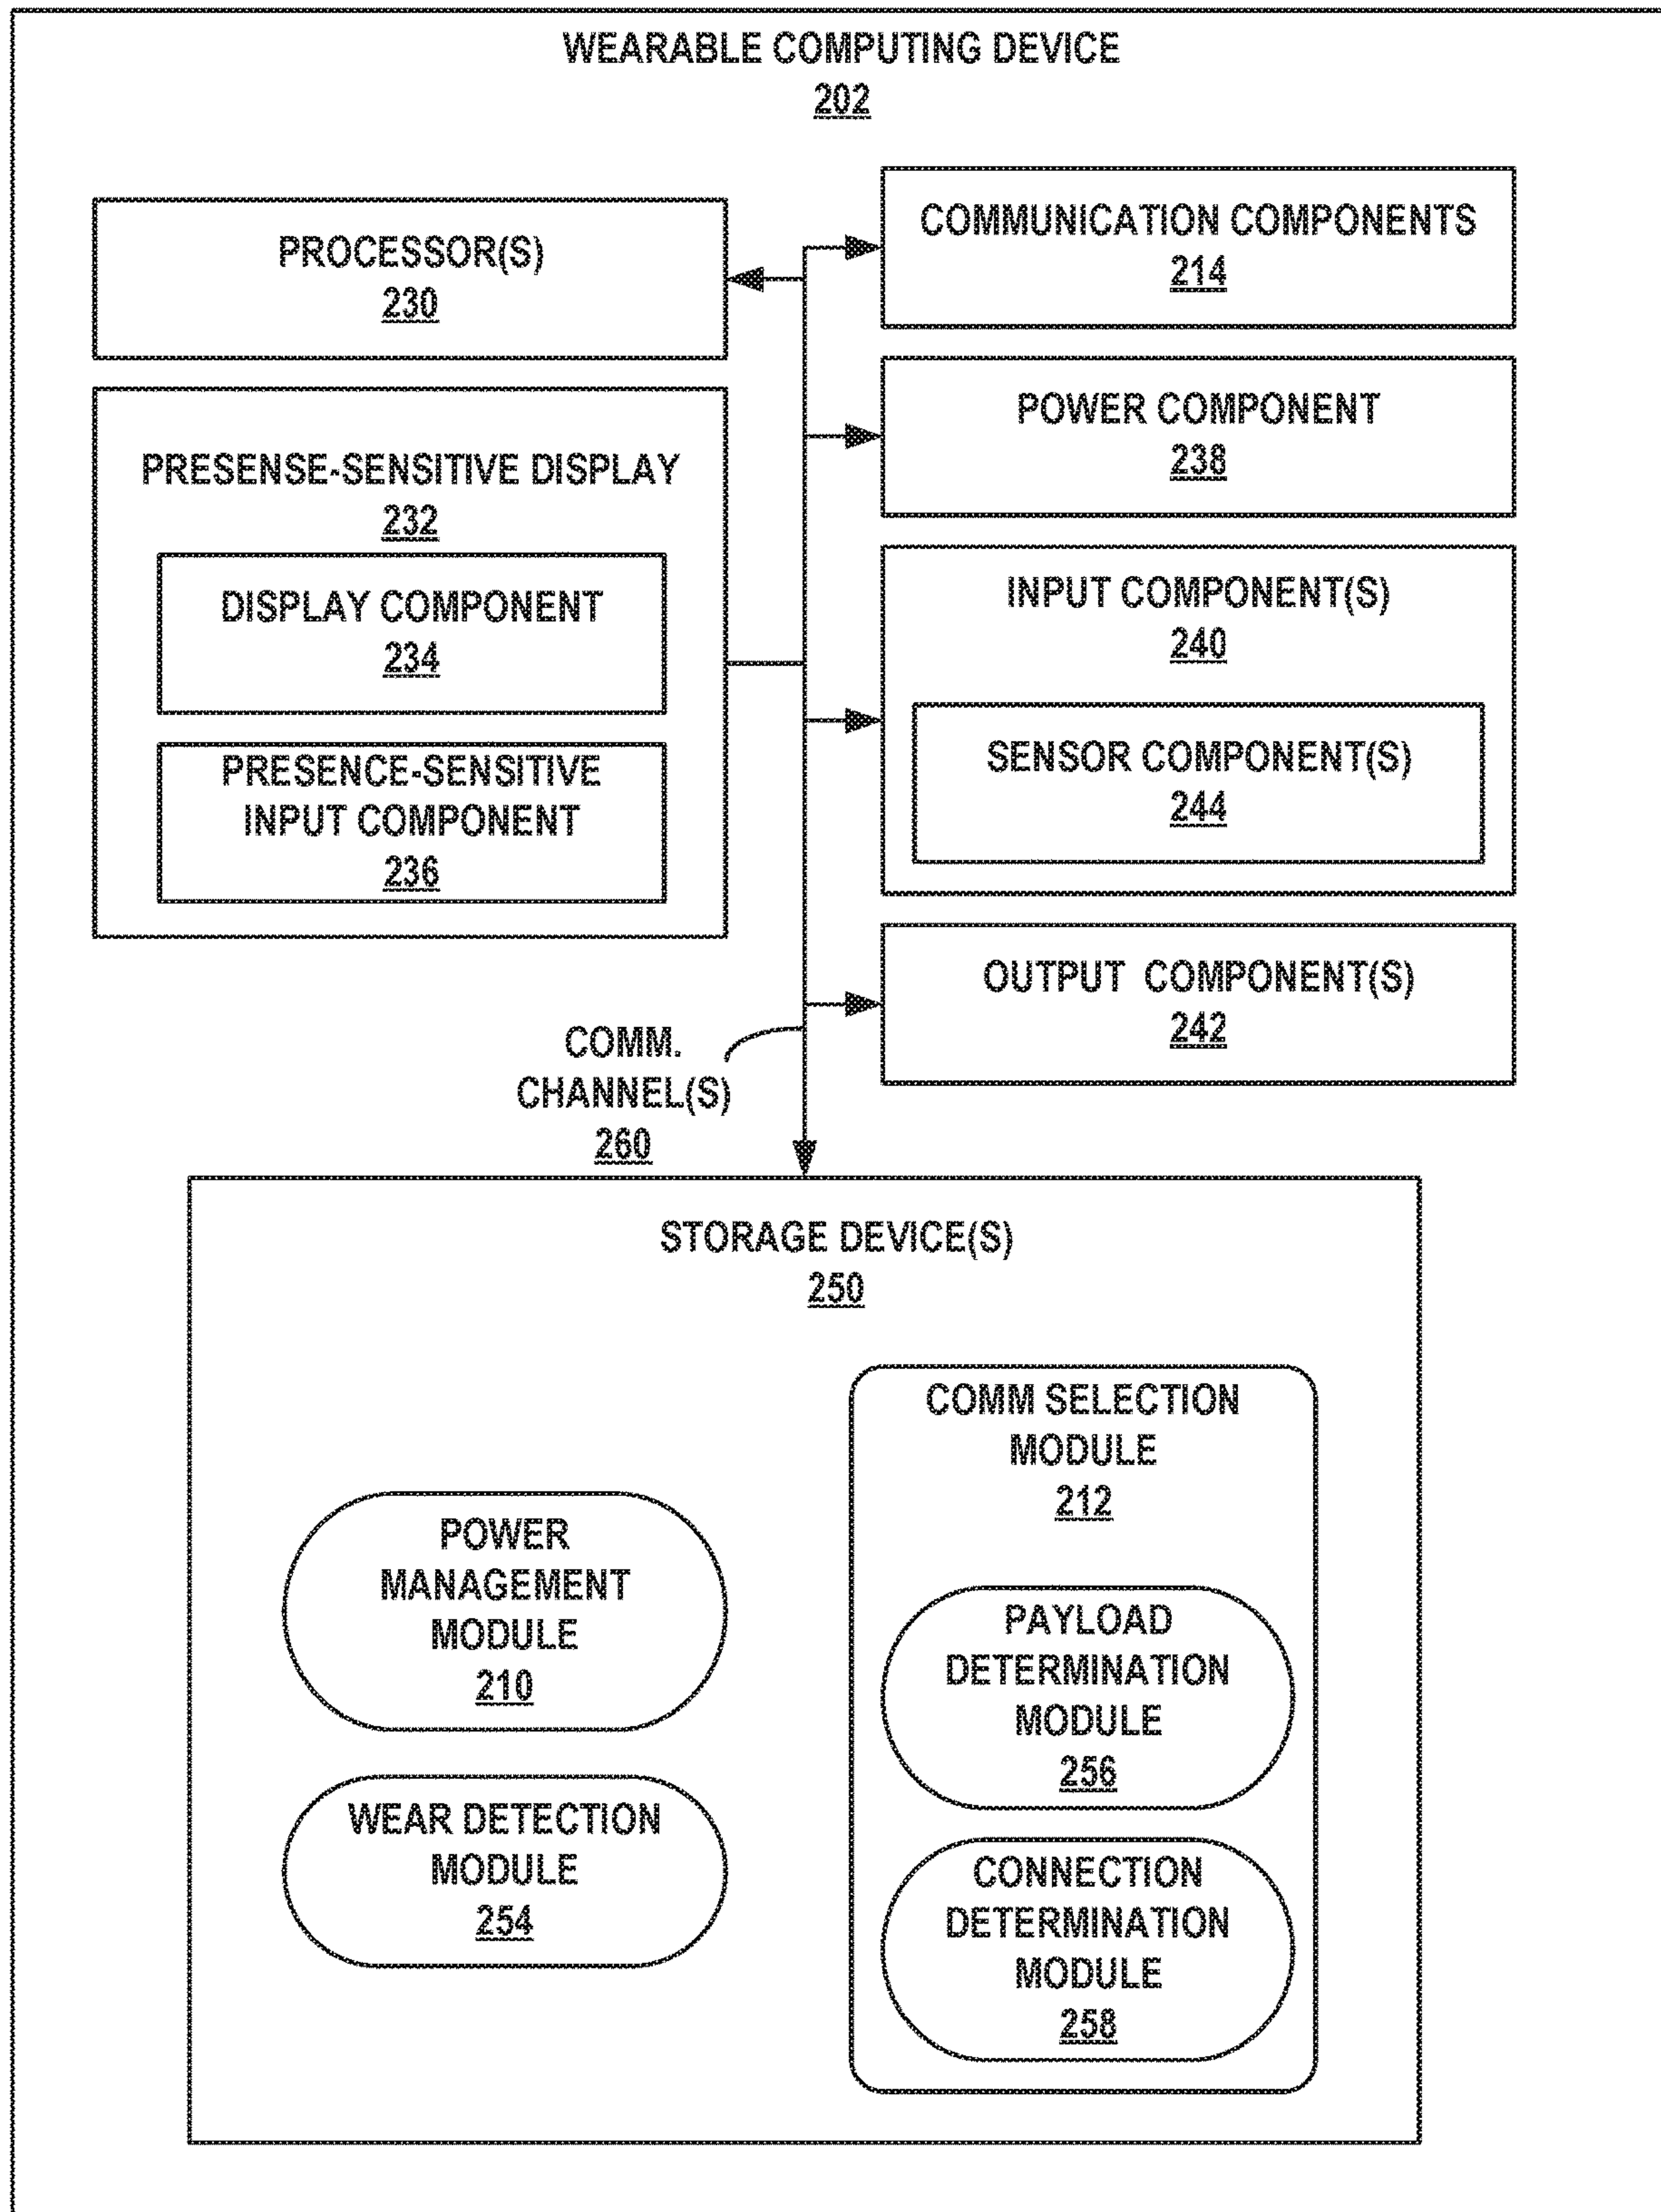 WEARABLE COMPUTING DEVICE
202
PROCESSOR(S)
230
PRESENSE-SENSITIVE DISPLAY
232
DISPLAY COMPONENT
234
PRESENCE-SENSITIVE
INPUT COMPONENT
236
COMMUNICATION COMPONENTS
214
POWER COMPONENT
238
INPUT COMPONENT(S)
240
SENSOR COMPONENT(S)
244
OUTPUT COMPONENT(S)
242
COMM.
CHANNEL(S)
260
STORAGE DEVICE(S)
250
POWER
MANAGEMENT
MODULE
210
WEAR DETECTION
MODULE
254
COMM SELECTION
MODULE
212
PAYLOAD
DETERMINATION
MODULE
256
CONNECTION
DETERMINATION
MODULE
258